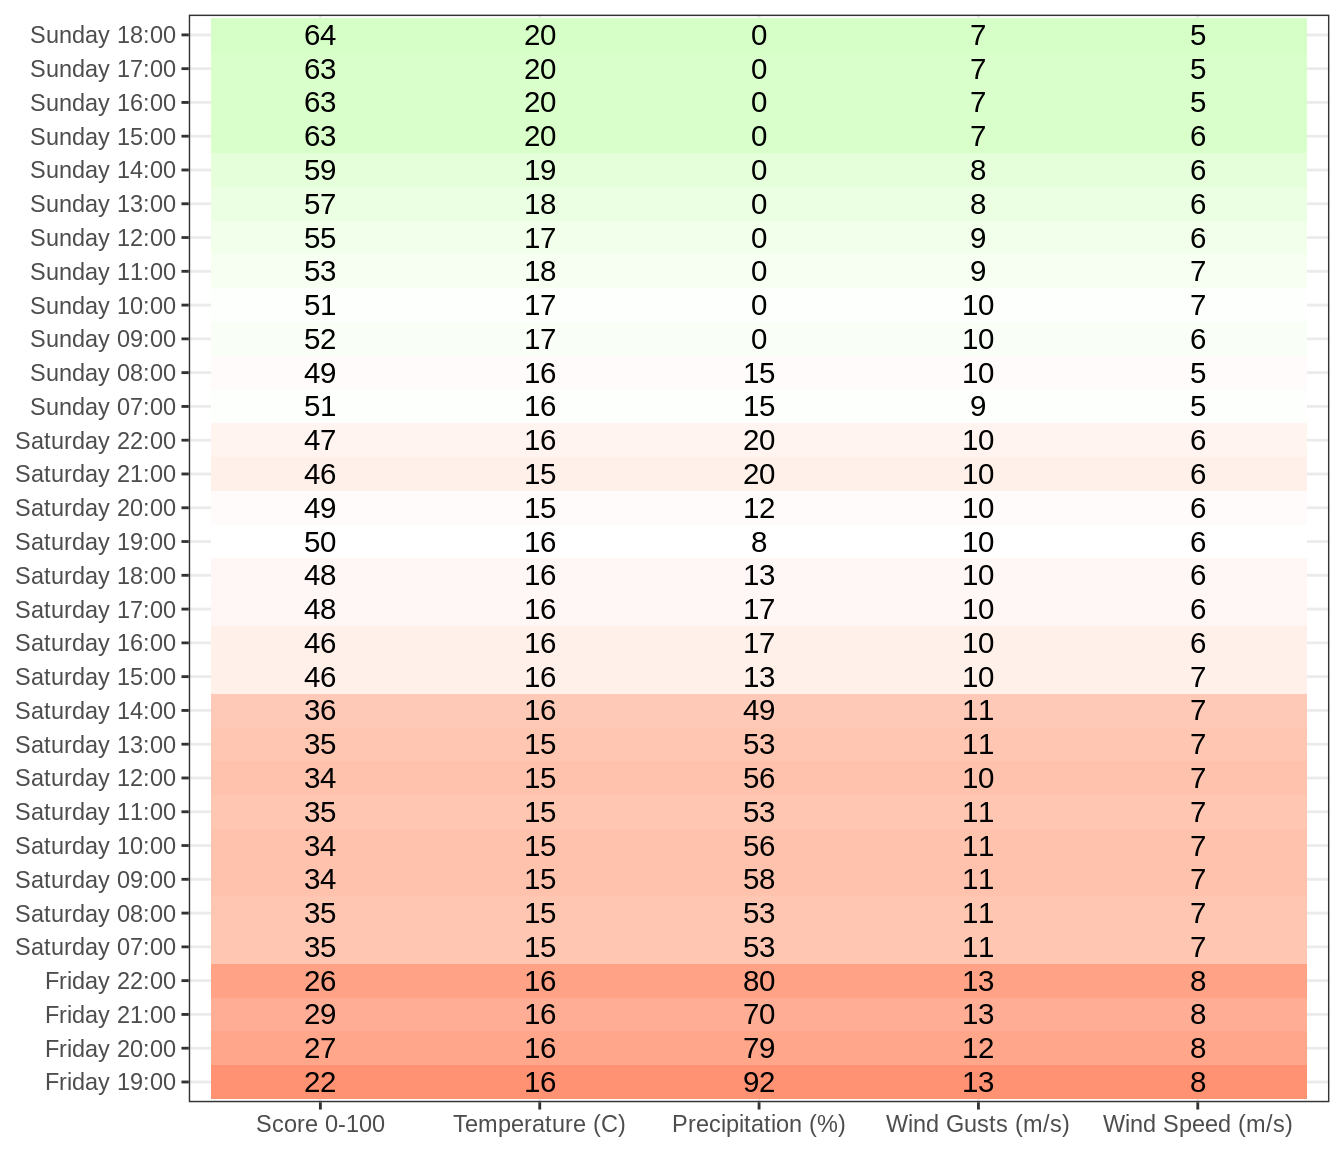 Sunday 18:00 64 20 0 7 5
Sunday 17:00 63 20 0 7 5
Sunday 16:00 63 20 0 7 5
Sunday 15:00 63 20 0 7 6
Sunday 14:00 59 19 0 8 6
Sunday 13:00 57 18 0 8 6
Sunday 12:00 55 17 0 9 6
Sunday 11:00 53 18 0 9 7
Sunday 10:00 51 17 0 10 7
Sunday 09:00 52 17 0 10 6
Sunday 08:00 49 16 15 10 5
Sunday 07:00 51 16 15 9 5
Saturday 22:00 47 16 20 10 6
Saturday 21:00 46 15 20 10 6
Saturday 20:00 49 15 12 10 6
Saturday 19:00 50 16 8 10 6
Saturday 18:00 48 16 13 10 6
Saturday 17:00 48 16 17 10 6
Saturday 16:00 46 16 17 10 6
Saturday 15:00 46 16 13 10 7
Saturday 14:00 36 16 49 11 7
Saturday 13:00 35 15 53 11 7
Saturday 12:00 34 15 56 10 7
Saturday 11:00 35 15 53 11 7
Saturday 10:00 34 15 56 11 7
Saturday 09:00 34 15 58 11 7
Saturday 08:00 35 15 53 11 7
Saturday 07:00 35 15 53 11 7
Friday 22:00 26 16 80 13 8
Friday 21:00 29 16 70 13 8
Friday 20:00 27 16 79 12 8
Friday 19:00 22 16 92 13 8
Score 0-100 Temperature (C) Precipitation (%) Wind Gusts (m/s) Wind Speed (m/s)